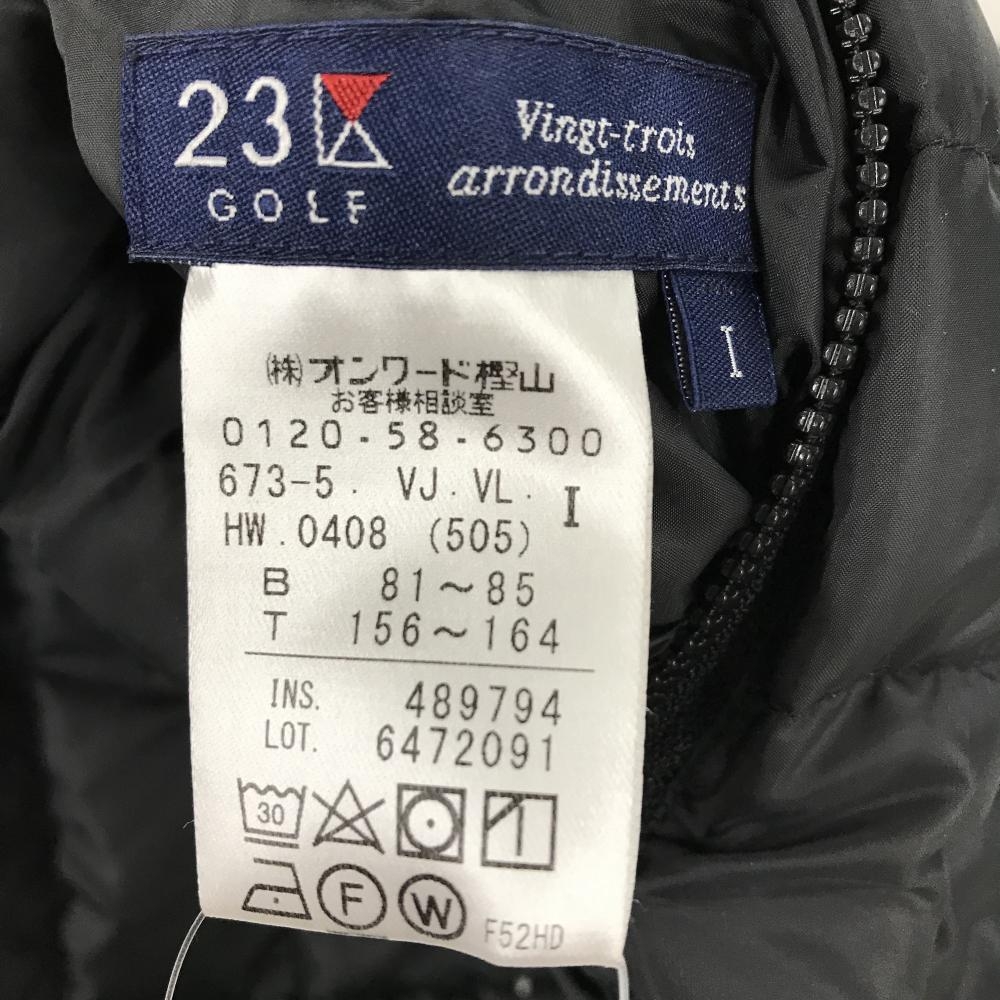 23
GOLF
Vingt-trois
arrondissements
I
㈱オンワード樫山
お客様相談室
0120-58-6300
673-5. VJ.VL. I
HW.0408 (505)
B 81～85
T 156～164
INS. 489794
LOT. 6472091
30
F W F52HD